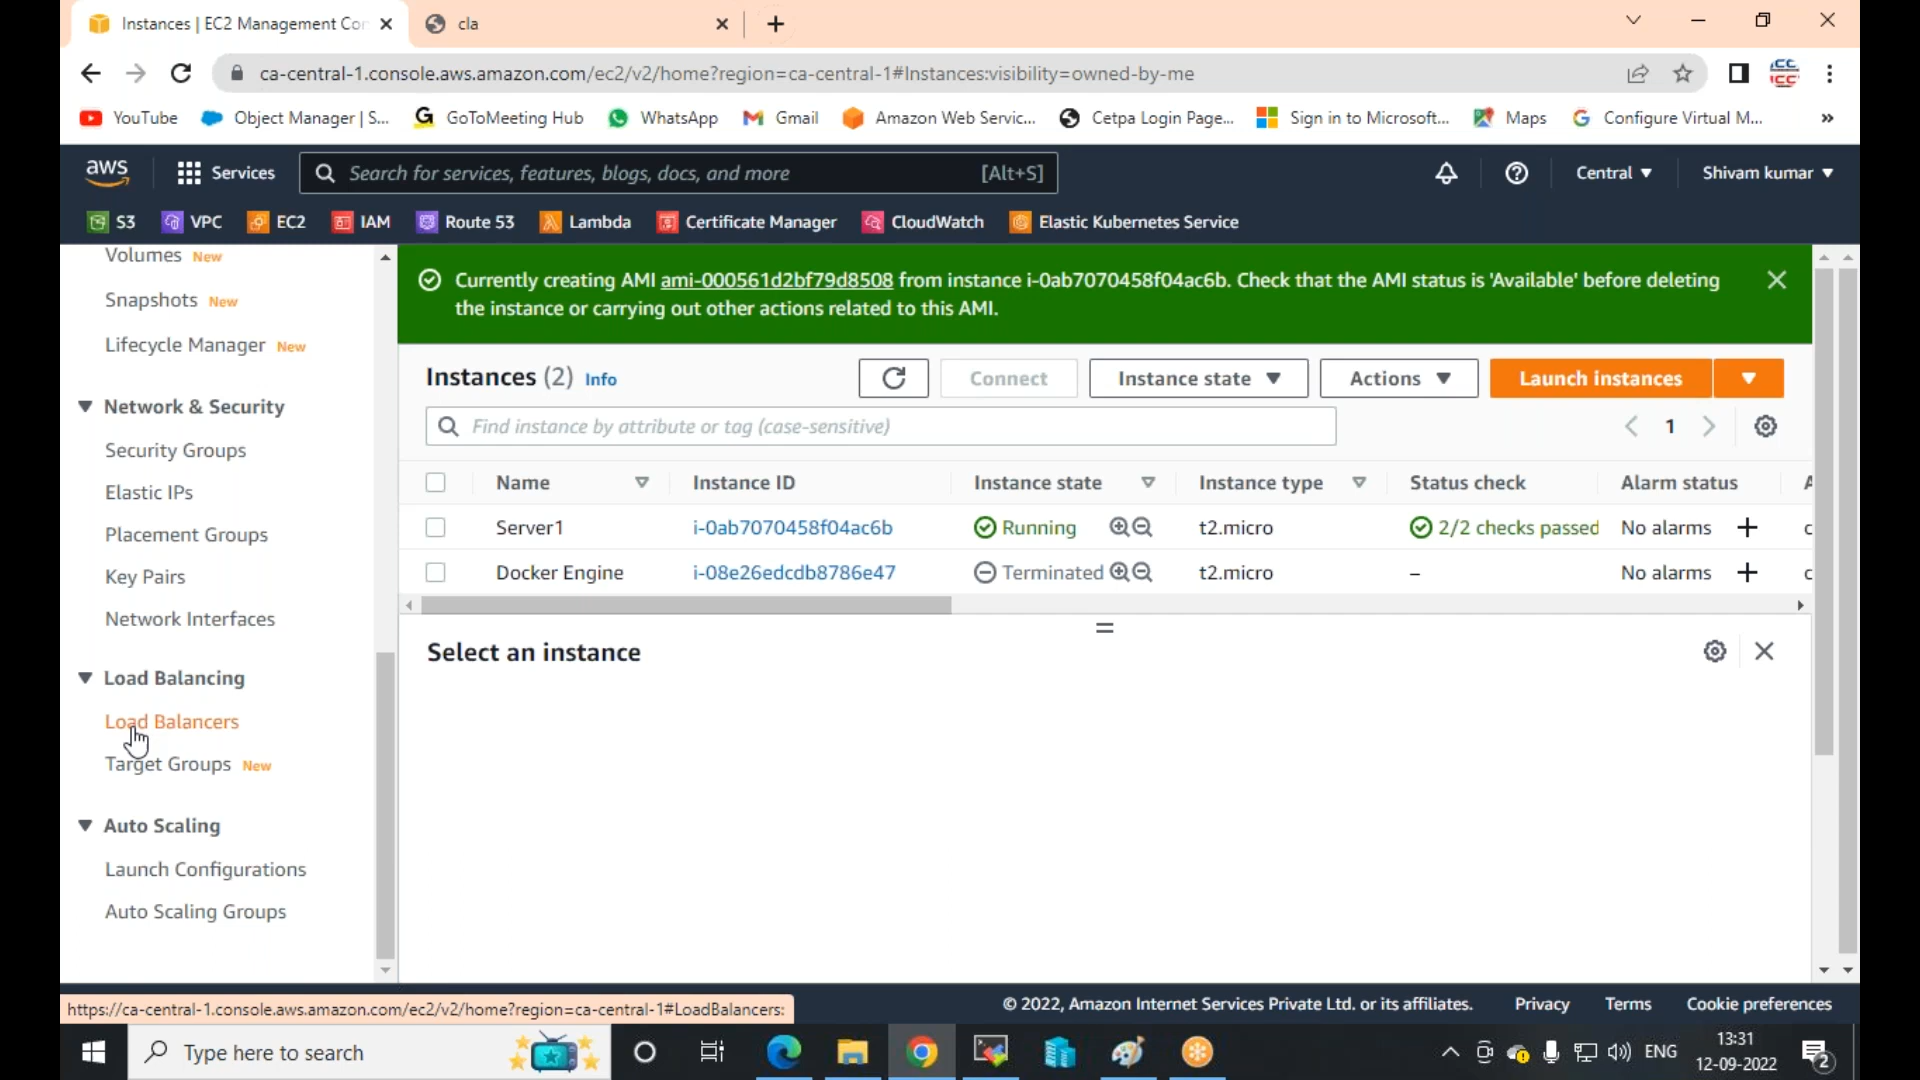 Instances | EC2 Management Con
cla
ca-central-1.console.aws.amazon.com/ec2/v2/home?region=ca-central-1#Instances:visibility=owned-by-me
YouTube
Object Manager | S...
GoToMeeting Hub
WhatsApp
Gmail
Amazon Web Servic...
Cetpa Login Page...
Sign in to Microsoft...
Maps
Configure Virtual M...
»
aws
Services
Search for services, features, blogs, docs, and more
[Alt+S]
Central
Shivam kumar
S3
VPC
EC2
IAM
Route 53
Lambda
Certificate Manager
CloudWatch
Elastic Kubernetes Service
Volumes New
Snapshots New
Lifecycle Manager New
Network & Security
Security Groups
Elastic IPs
Placement Groups
Key Pairs
Network Interfaces
Load Balancing
Load Balancers
Target Groups New
Auto Scaling
Launch Configurations
Auto Scaling Groups
Currently creating AMI ami-000561d2bf79d8508 from instance i-0ab7070458f04ac6b. Check that the AMI status is 'Available' before deleting
the instance or carrying out other actions related to this AMI.
Instances (2) Info
Connect
Instance state
Actions
Launch instances
Find instance by attribute or tag (case-sensitive)
1
Name Instance ID Instance state Instance type Status check Alarm status A
Server1 i-0ab7070458f04ac6b Running t2.micro 2/2 checks passed No alarms + c
Docker Engine i-08e26edcdb8786e47 Terminated t2.micro – No alarms + c
Select an instance
https://ca-central-1.console.aws.amazon.com/ec2/v2/home?region=ca-central-1#LoadBalancers:
© 2022, Amazon Internet Services Private Ltd. or its affiliates.
Privacy
Terms
Cookie preferences
Type here to search
ENG
13:31
12-09-2022
2